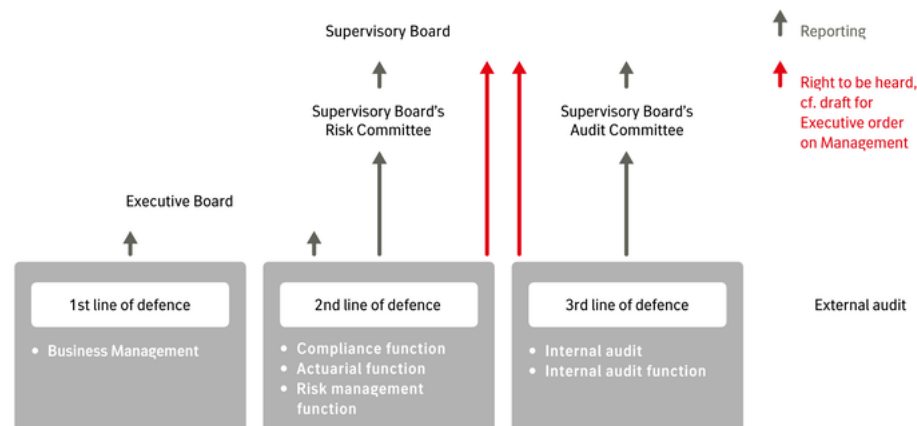 Supervisory Board
Reporting
Right to be heard,
cf. draft for
Executive order
on Management
Supervisory Board's
Risk Committee
Supervisory Board's
Audit Committee
Executive Board
1st line of defence
2nd line of defence
3rd line of defence
External audit
• Business Management
• Compliance function
• Actuarial function
• Risk management
function
• Internal audit
• Internal audit function